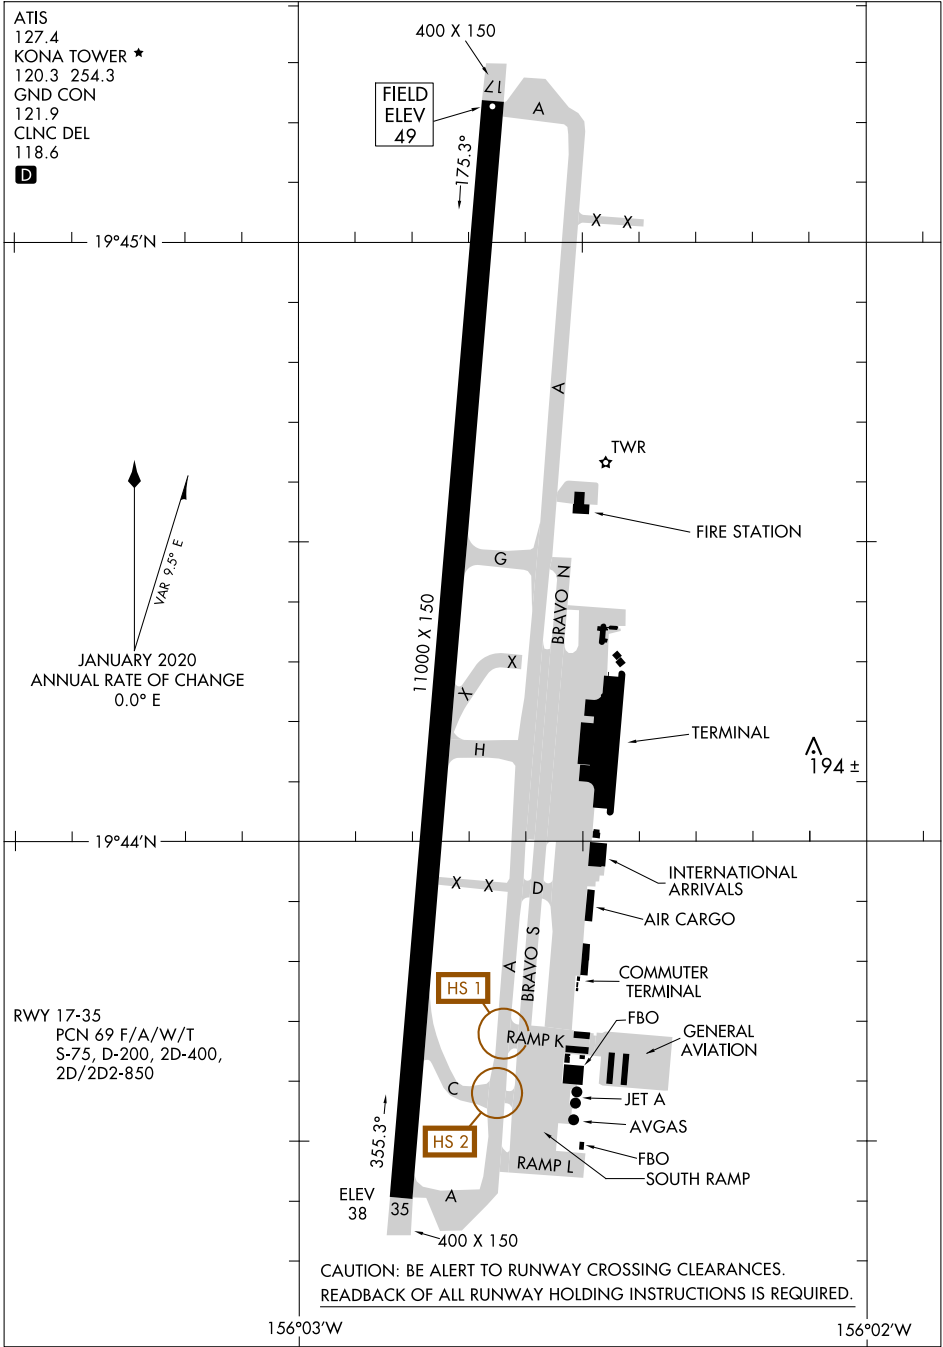 ATIS
127.4
KONA TOWER ★
120.3 254.3
GND CON
121.9
CLNC DEL
118.6
D
400 X 150
17
FIELD
ELEV
49
A
175.3°
X X
19°45'N
A
TWR
FIRE STATION
VAR 9.5° E
G
BRAVO N
11000 X 150
JANUARY 2020
ANNUAL RATE OF CHANGE
0.0° E
X
X
H
TERMINAL
194 ±
19°44'N
X X
D
INTERNATIONAL
ARRIVALS
AIR CARGO
A
BRAVO S
HS 1
COMMUTER
TERMINAL
RWY 17-35
PCN 69 F/A/W/T
S-75, D-200, 2D-400,
2D/2D2-850
RAMP K
FBO
GENERAL
AVIATION
C
JET A
AVGAS
355.3°
HS 2
FBO
RAMP L
SOUTH RAMP
ELEV
38
35
A
400 X 150
CAUTION: BE ALERT TO RUNWAY CROSSING CLEARANCES.
READBACK OF ALL RUNWAY HOLDING INSTRUCTIONS IS REQUIRED.
156°03'W
156°02'W